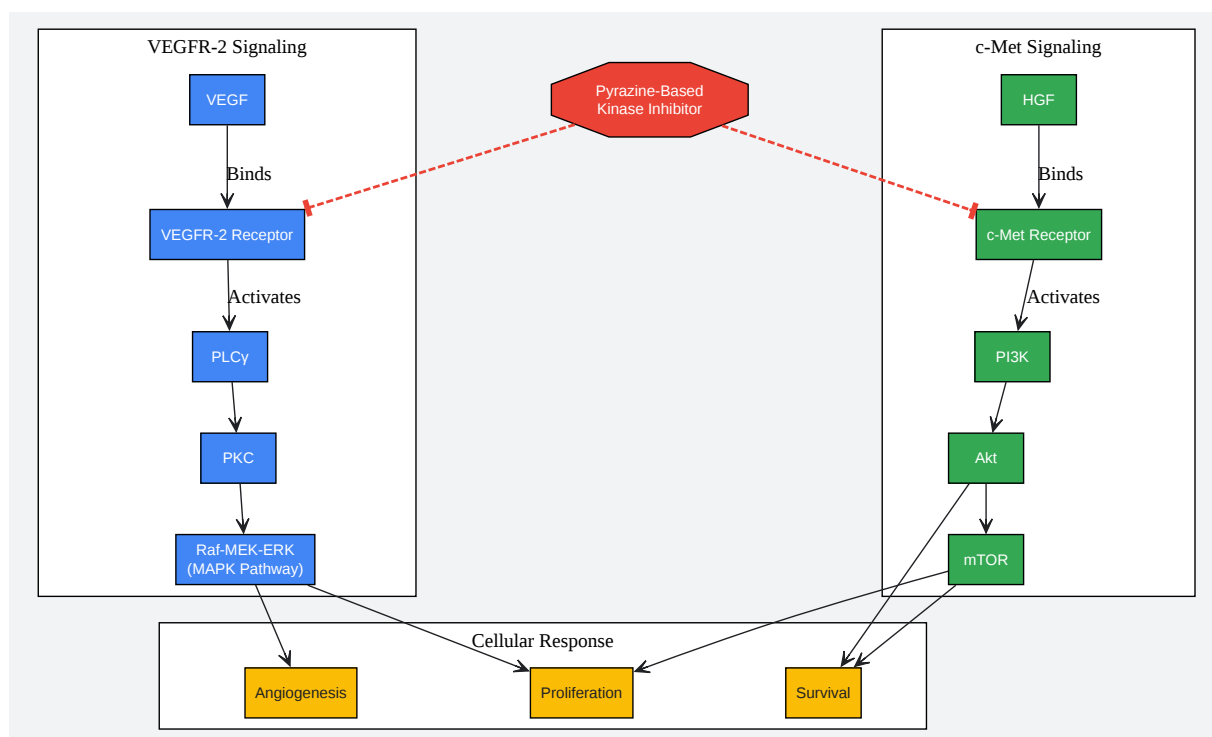 VEGFR-2 Signaling
c-Met Signaling
VEGF
Pyrazine-Based
Kinase Inhibitor
HGF
Binds
Binds
VEGFR-2 Receptor
c-Met Receptor
Activates
Activates
PLCγ
PI3K
PKC
Akt
Raf-MEK-ERK
(MAPK Pathway)
mTOR
Cellular Response
Angiogenesis
Proliferation
Survival